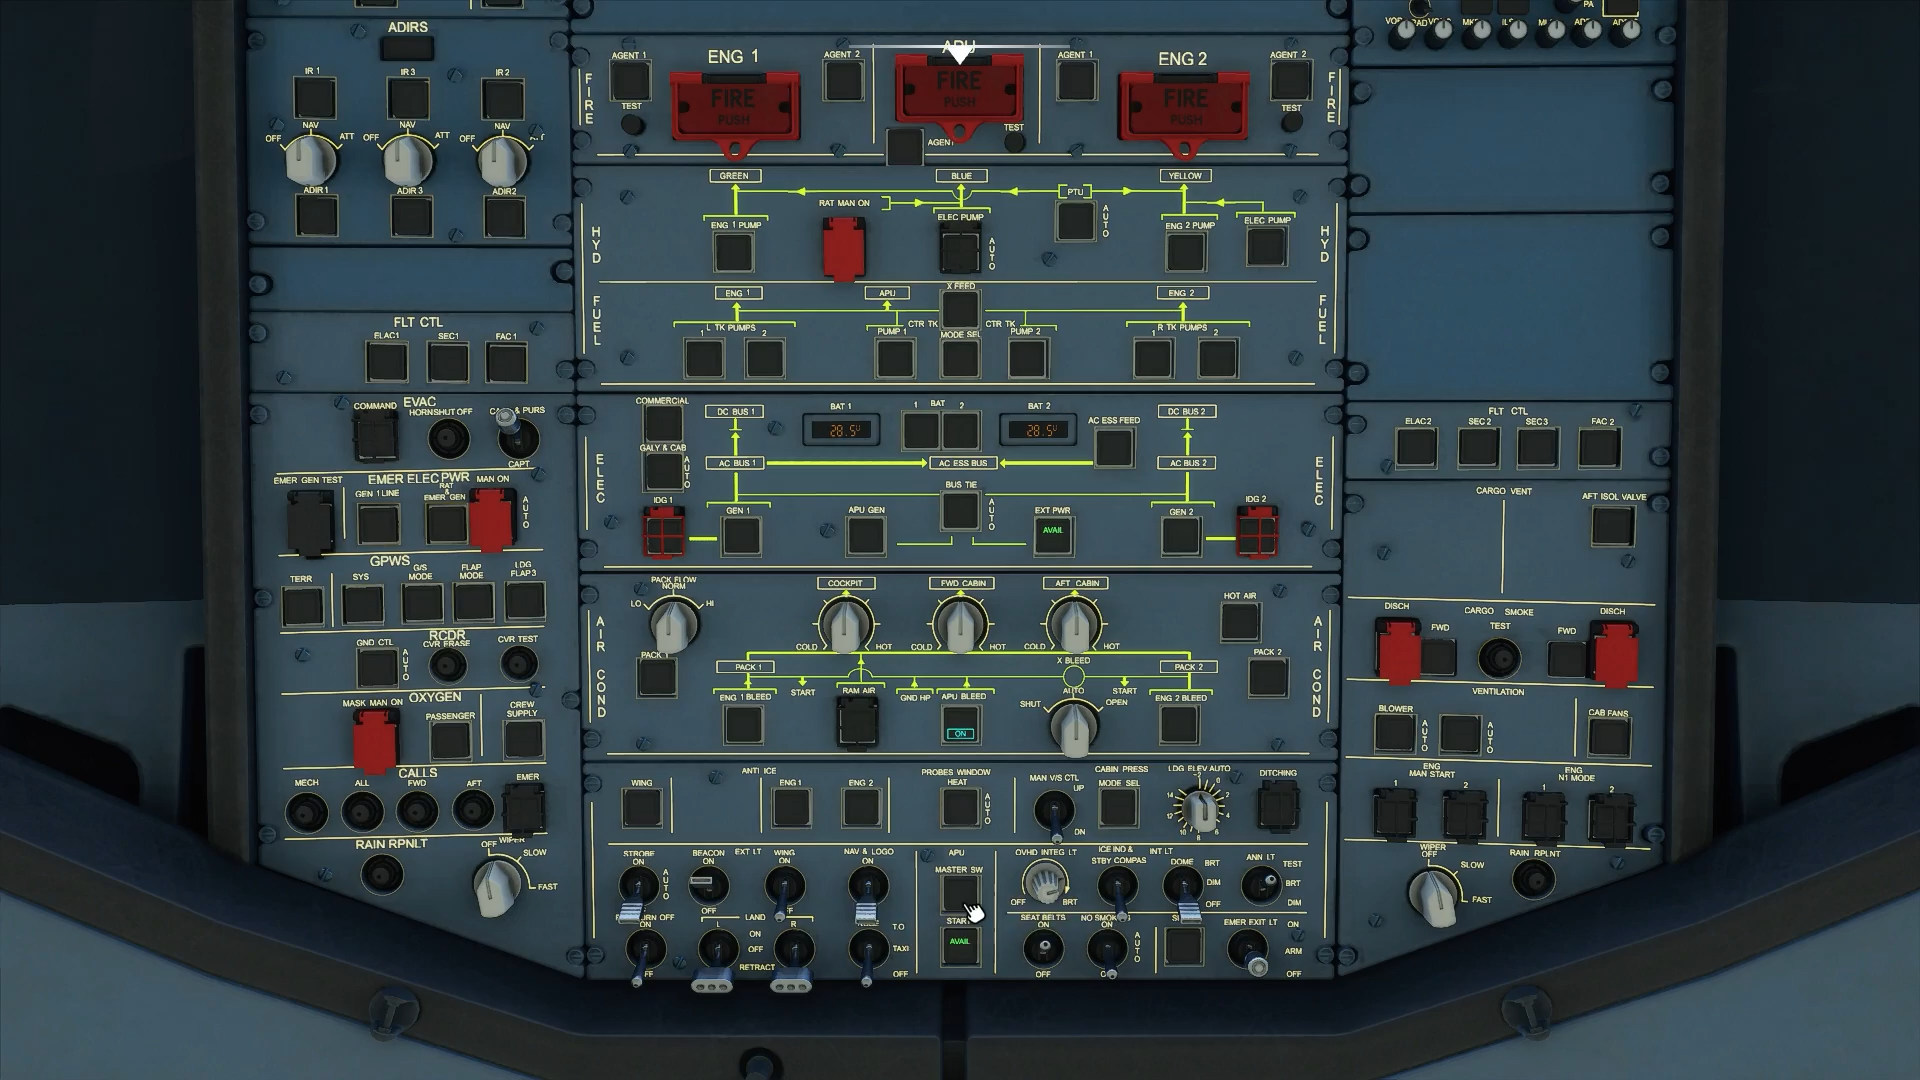 ADIRS
IR 1
IR 3
IR 2
NAV
NAV
NAV
OFF
ATT
OFF
ATT
OFF
ADIR 1
ADIR 3
ADIR2
FLT CTL
ELAC1
SEC1
FAC 1
EVAC
COMMAND
HORN SHUT OFF
& PURS
CAPT
EMER ELEC PWR
EMER GEN TEST
GEN 1 LINE
RAT
&
EMER GEN
MAN ON
AUTO
GPWS
TERR
SYS
G/S
MODE
FLAP
MODE
LDG
FLAP 3
RCDR
GND CTL
AUTO
CVR ERASE
CVR TEST
OXYGEN
MASK MAN ON
PASSENGER
CREW
SUPPLY
CALLS
MECH
ALL
FWD
AFT
EMER
RAIN RPNLT
WIPER
OFF
SLOW
FAST
FIRE
AGENT 1
TEST
ENG 1
FIRE
PUSH
AGENT 2
APU
FIRE
PUSH
AGENT
TEST
AGENT 1
ENG 2
FIRE
PUSH
AGENT 2
TEST
FIRE
HYD
GREEN
BLUE
YELLOW
PTU
RAT MAN ON
ELEC PUMP
AUTO
AUTO
ENG 1 PUMP
ENG 2 PUMP
ELEC PUMP
HYD
FUEL
ENG 1
APU
X FEED
ENG 2
L TK PUMPS
1
2
PUMP 1
CTR TK
MODE SEL
CTR TK
PUMP 2
R TK PUMPS
1
2
FUEL
ELEC
COMMERCIAL
GALY & CAB
AUTO
DC BUS 1
BAT 1
28.5V
1
BAT
2
BAT 2
28.5V
AC ESS FEED
DC BUS 2
AC BUS 1
AC ESS BUS
AC BUS 2
BUS TIE
AUTO
IDG 1
GEN 1
APU GEN
EXT PWR
AVAIL
GEN 2
IDG 2
ELEC
AIR COND
PACK FLOW
NORM
LO
HI
COCKPIT
FWD CABIN
AFT CABIN
HOT AIR
COLD
HOT
COLD
HOT
COLD
HOT
PACK 1
X BLEED
PACK 2
PACK 2
START
START
ENG 1 BLEED
RAM AIR
GND HP
APU BLEED
ON
AUTO
SHUT
OPEN
ENG 2 BLEED
AIR COND
WING
ANTI ICE
ENG 1
ENG 2
PROBES WINDOW
HEAT
AUTO
MAN V/S CTL
UP
DN
CABIN PRESS
MODE SEL
LDG ELEV AUTO
-2
0
2
4
6
8
10
12
14
DITCHING
STROBE
ON
AUTO
BEACON
ON
OFF
EXT LT
WING
ON
NAV & LOGO
ON
APU
MASTER SW
AVAIL
OVHD INTEG LT
OFF
BRT
ICE IND &
STBY COMPAS
INT LT
DOME
BRT
DIM
OFF
ANN LT
TEST
BRT
DIM
ON
L
LAND
ON
OFF
RETRACT
R
T.O
TAXI
OFF
SEAT BELTS
OFF
AUTO
EMER EXIT LT
ON
ARM
OFF
PA
FLT CTL
ELAC2
SEC 2
SEC3
FAC 2
CARGO VENT
AFT ISOL VALVE
DISCH
FWD
CARGO SMOKE
TEST
FWD
DISCH
VENTILATION
BLOWER
AUTO
AUTO
CAB FANS
ENG
MAN START
1
2
ENG
N1 MODE
1
2
WIPER
OFF
SLOW
FAST
RAIN RPLNT